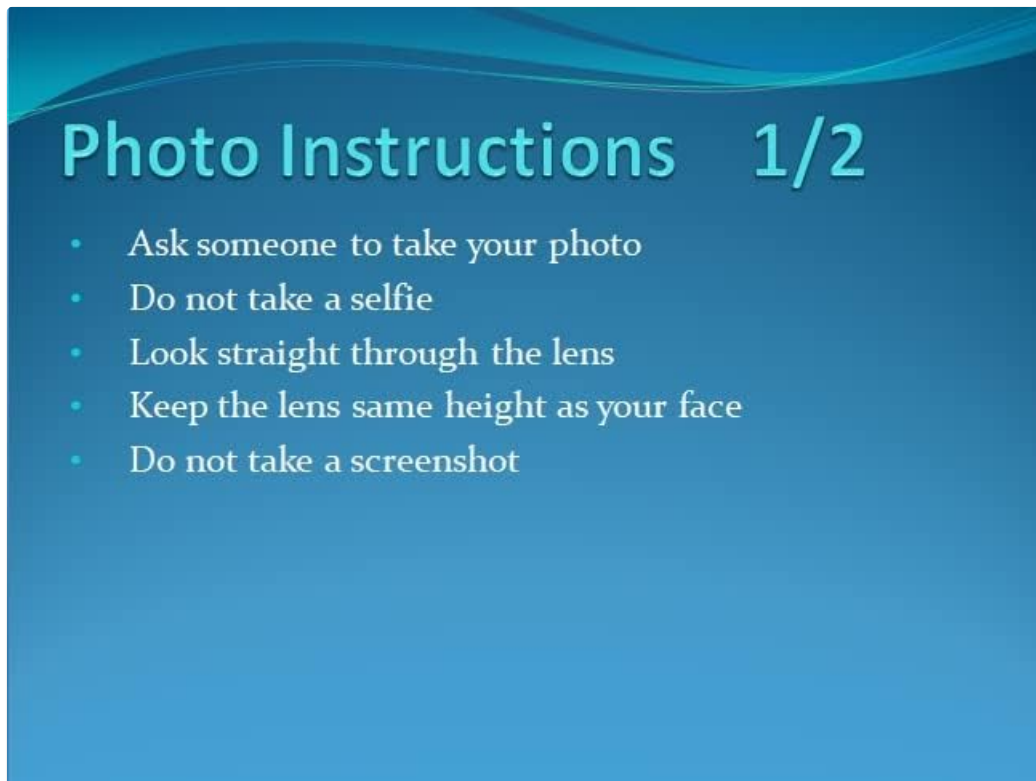 Photo Instructions 1/2
• Ask someone to take your photo
• Do not take a selfie
• Look straight through the lens
• Keep the lens same height as your face
• Do not take a screenshot